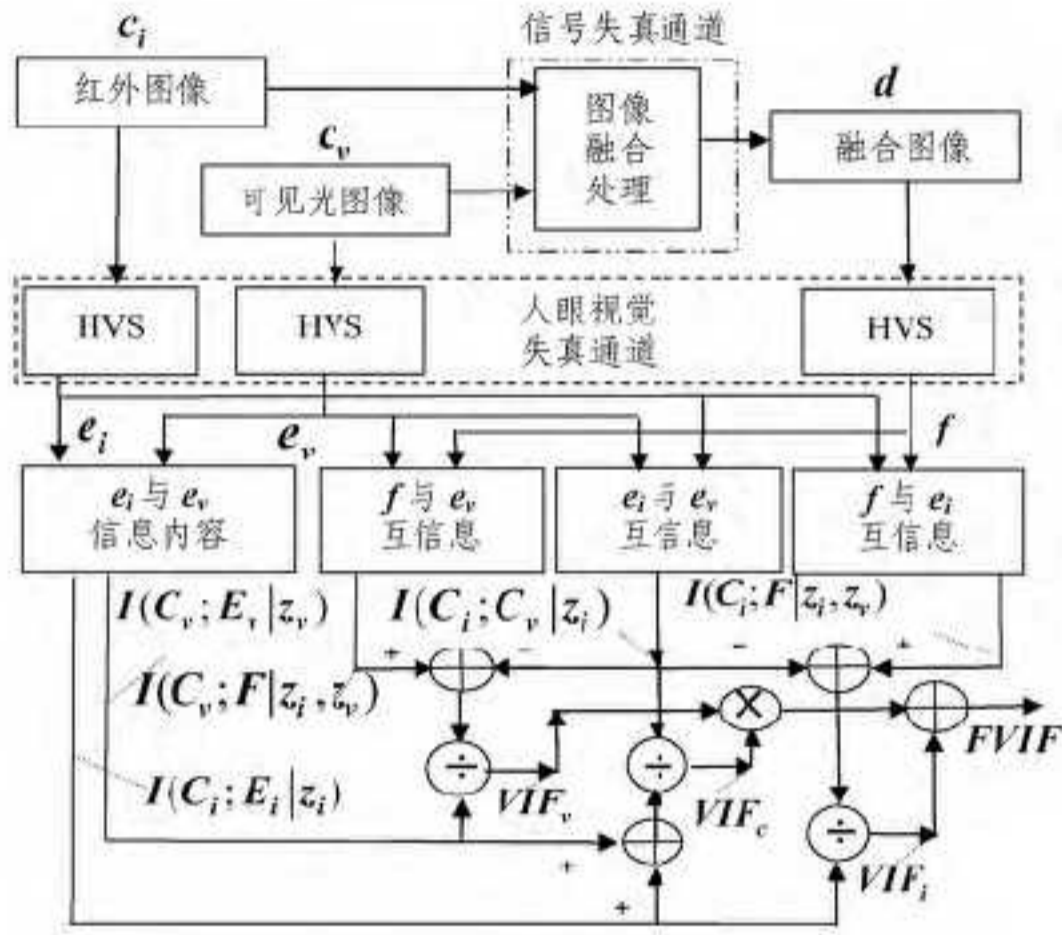 c_i
信号失真通道
红外图像
图像
融合
处理
d
融合图像
c_v
可见光图像
HVS
HVS
人眼视觉
失真通道
HVS
e_i
e_v
f
e_i 与 e_v
信息内容
f 与 e_v
互信息
e_i 与 e_v
互信息
f 与 e_i
互信息
I(C_v; E_v|z_v)
I(C_i; C_v|z_i)
I(C_i; F|z_i, z_v)
+
-
-
+
I(C_v; F|z_i, z_v)
×
FVIF
÷
÷
I(C_i; E_i|z_i)
VIF_v
VIF_c
÷
VIF_i
+
+